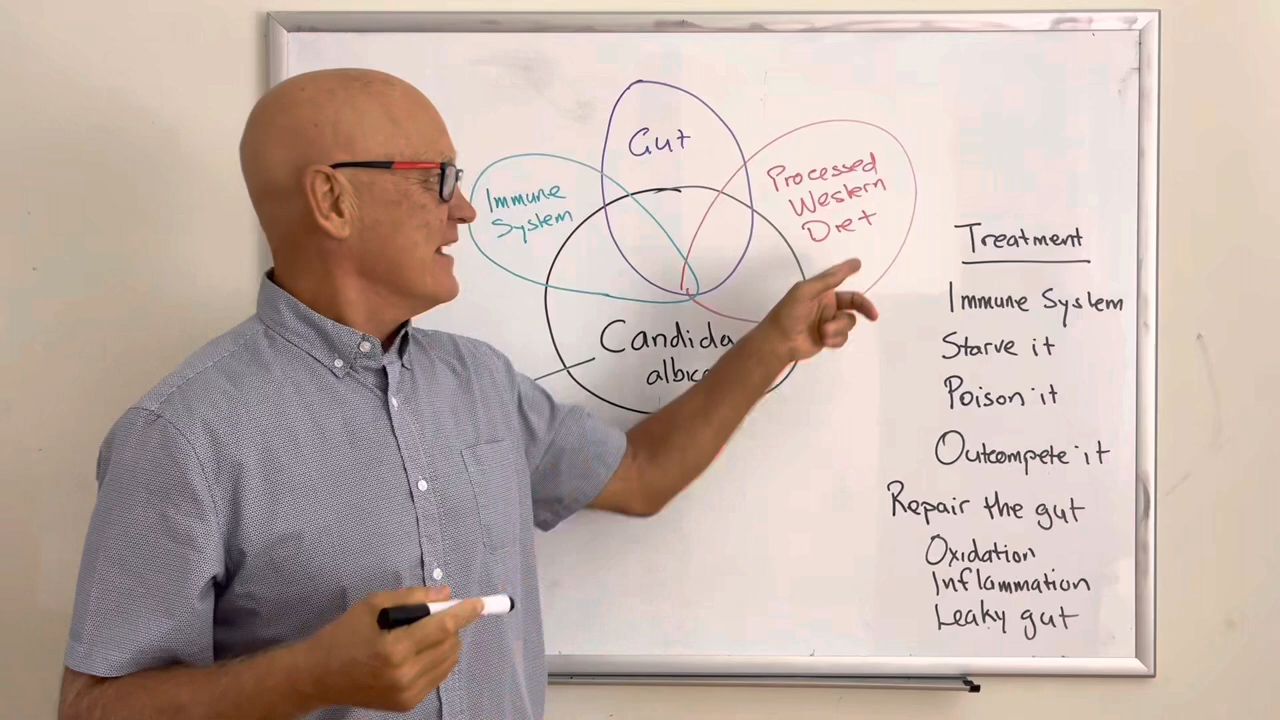 Gut
Immune
System
Processed
Western
Diet
Candida
Treatment
Immune System
Starve it
Poison it
Outcompete it
Repair the gut
Oxidation
Inflammation
Leaky gut